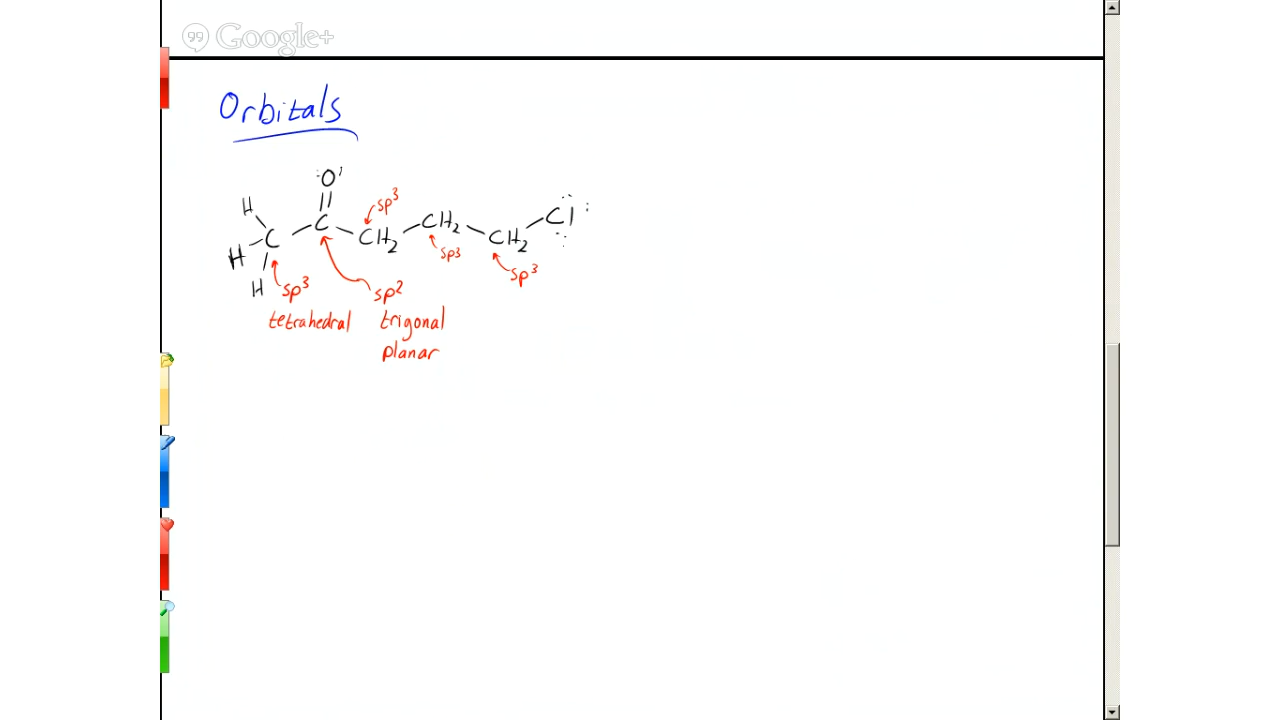 Google+
Orbitals
:O:
H
sp³
C
C
CH₂
CH₂
CH₂
Cl
H
H
sp³
sp³
sp³
sp²
tetrahedral
trigonal
planar